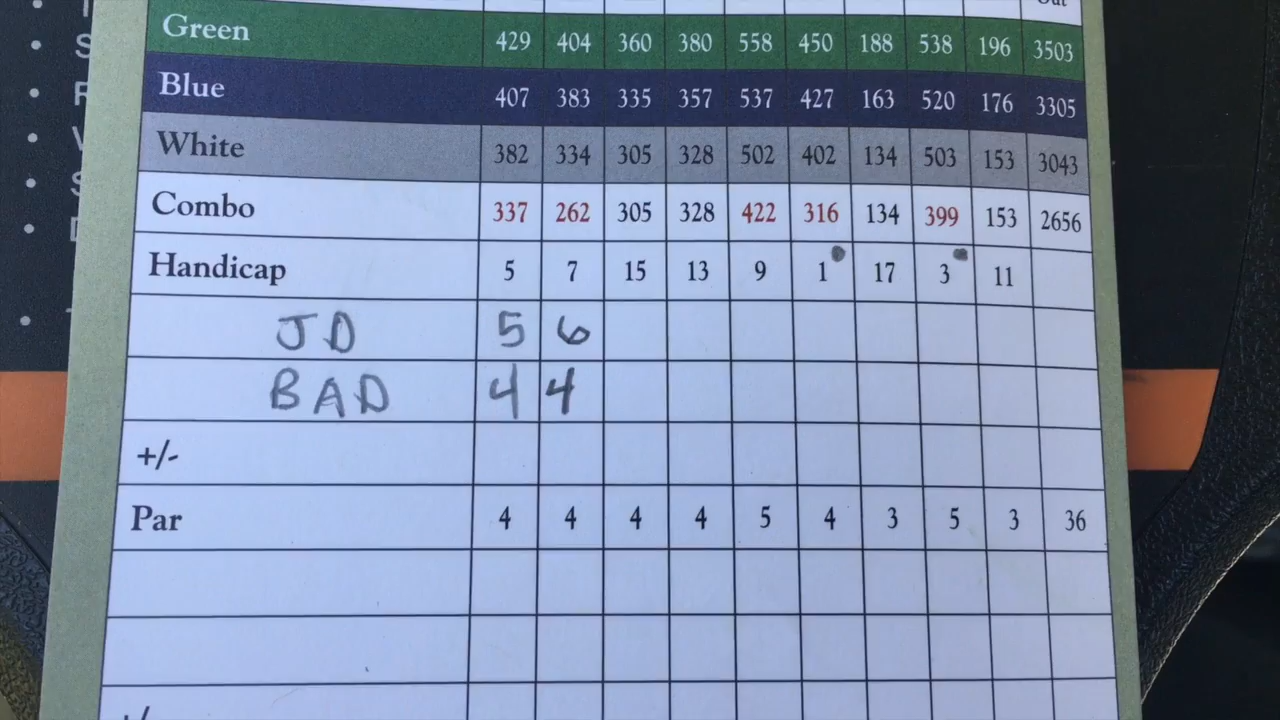 Out
Green 429 404 360 380 558 450 188 538 196 3503
Blue 407 383 335 357 537 427 163 520 176 3305
White 382 334 305 328 502 402 134 503 153 3043
Combo 337 262 305 328 422 316 134 399 153 2656
Handicap 5 7 15 13 9 1 17 3 11
JD 5 6
BAD 4 4
+/-
Par 4 4 4 4 5 4 3 5 3 36